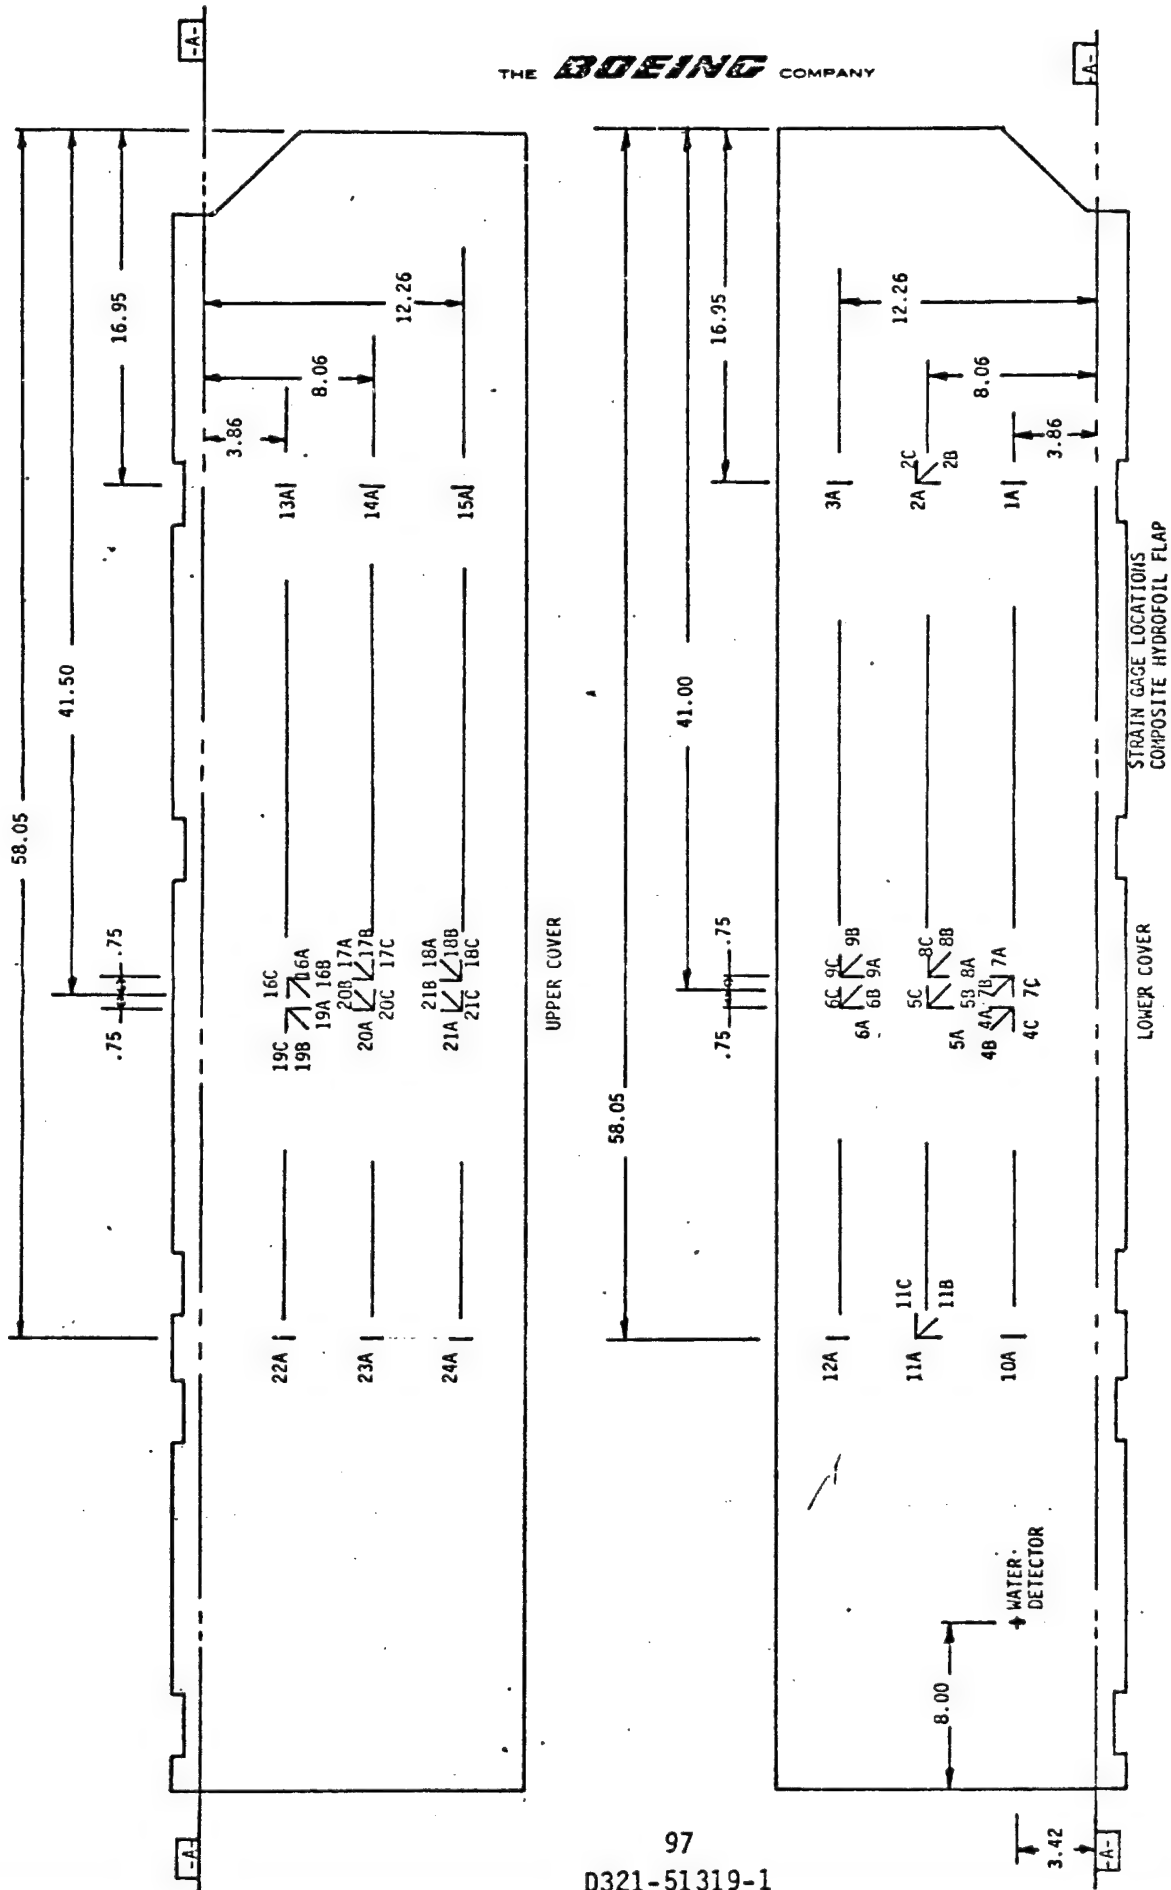 THE BOEING COMPANY
-A-
58.05
41.50
16.95
12.26
8.06
3.86
13A
14A
15A
.75
.75
16C
16A
16B
19A
19C
19B
17A
17B
17C
20B
20A
20C
18A
18B
18C
21B
21A
21C
22A
23A
24A
-A-
UPPER COVER
-A-
58.05
41.00
16.95
12.26
8.06
3.86
3A
2C
2A
2B
1A
.75
.75
9C
9B
9A
6C
6B
6A
8C
8B
8A
5C
5B
5A
7A
7B
7C
4A
4B
4C
12A
11C
11A
11B
10A
WATER
DETECTOR
8.00
3.42
-A-
LOWER COVER
STRAIN GAGE LOCATIONS
COMPOSITE HYDROFOIL FLAP
97
D321-51319-1